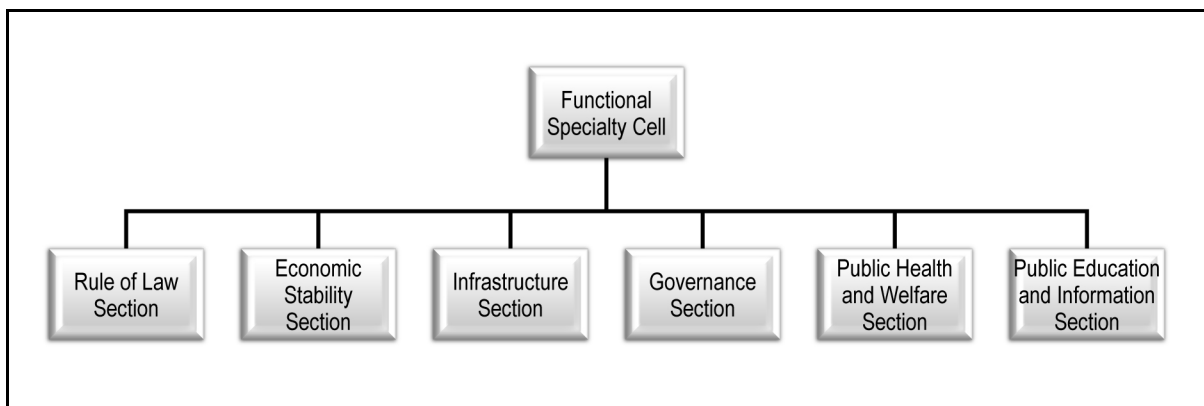 Functional
Specialty Cell
Rule of Law
Section
Economic
Stability
Section
Infrastructure
Section
Governance
Section
Public Health
and Welfare
Section
Public Education
and Information
Section